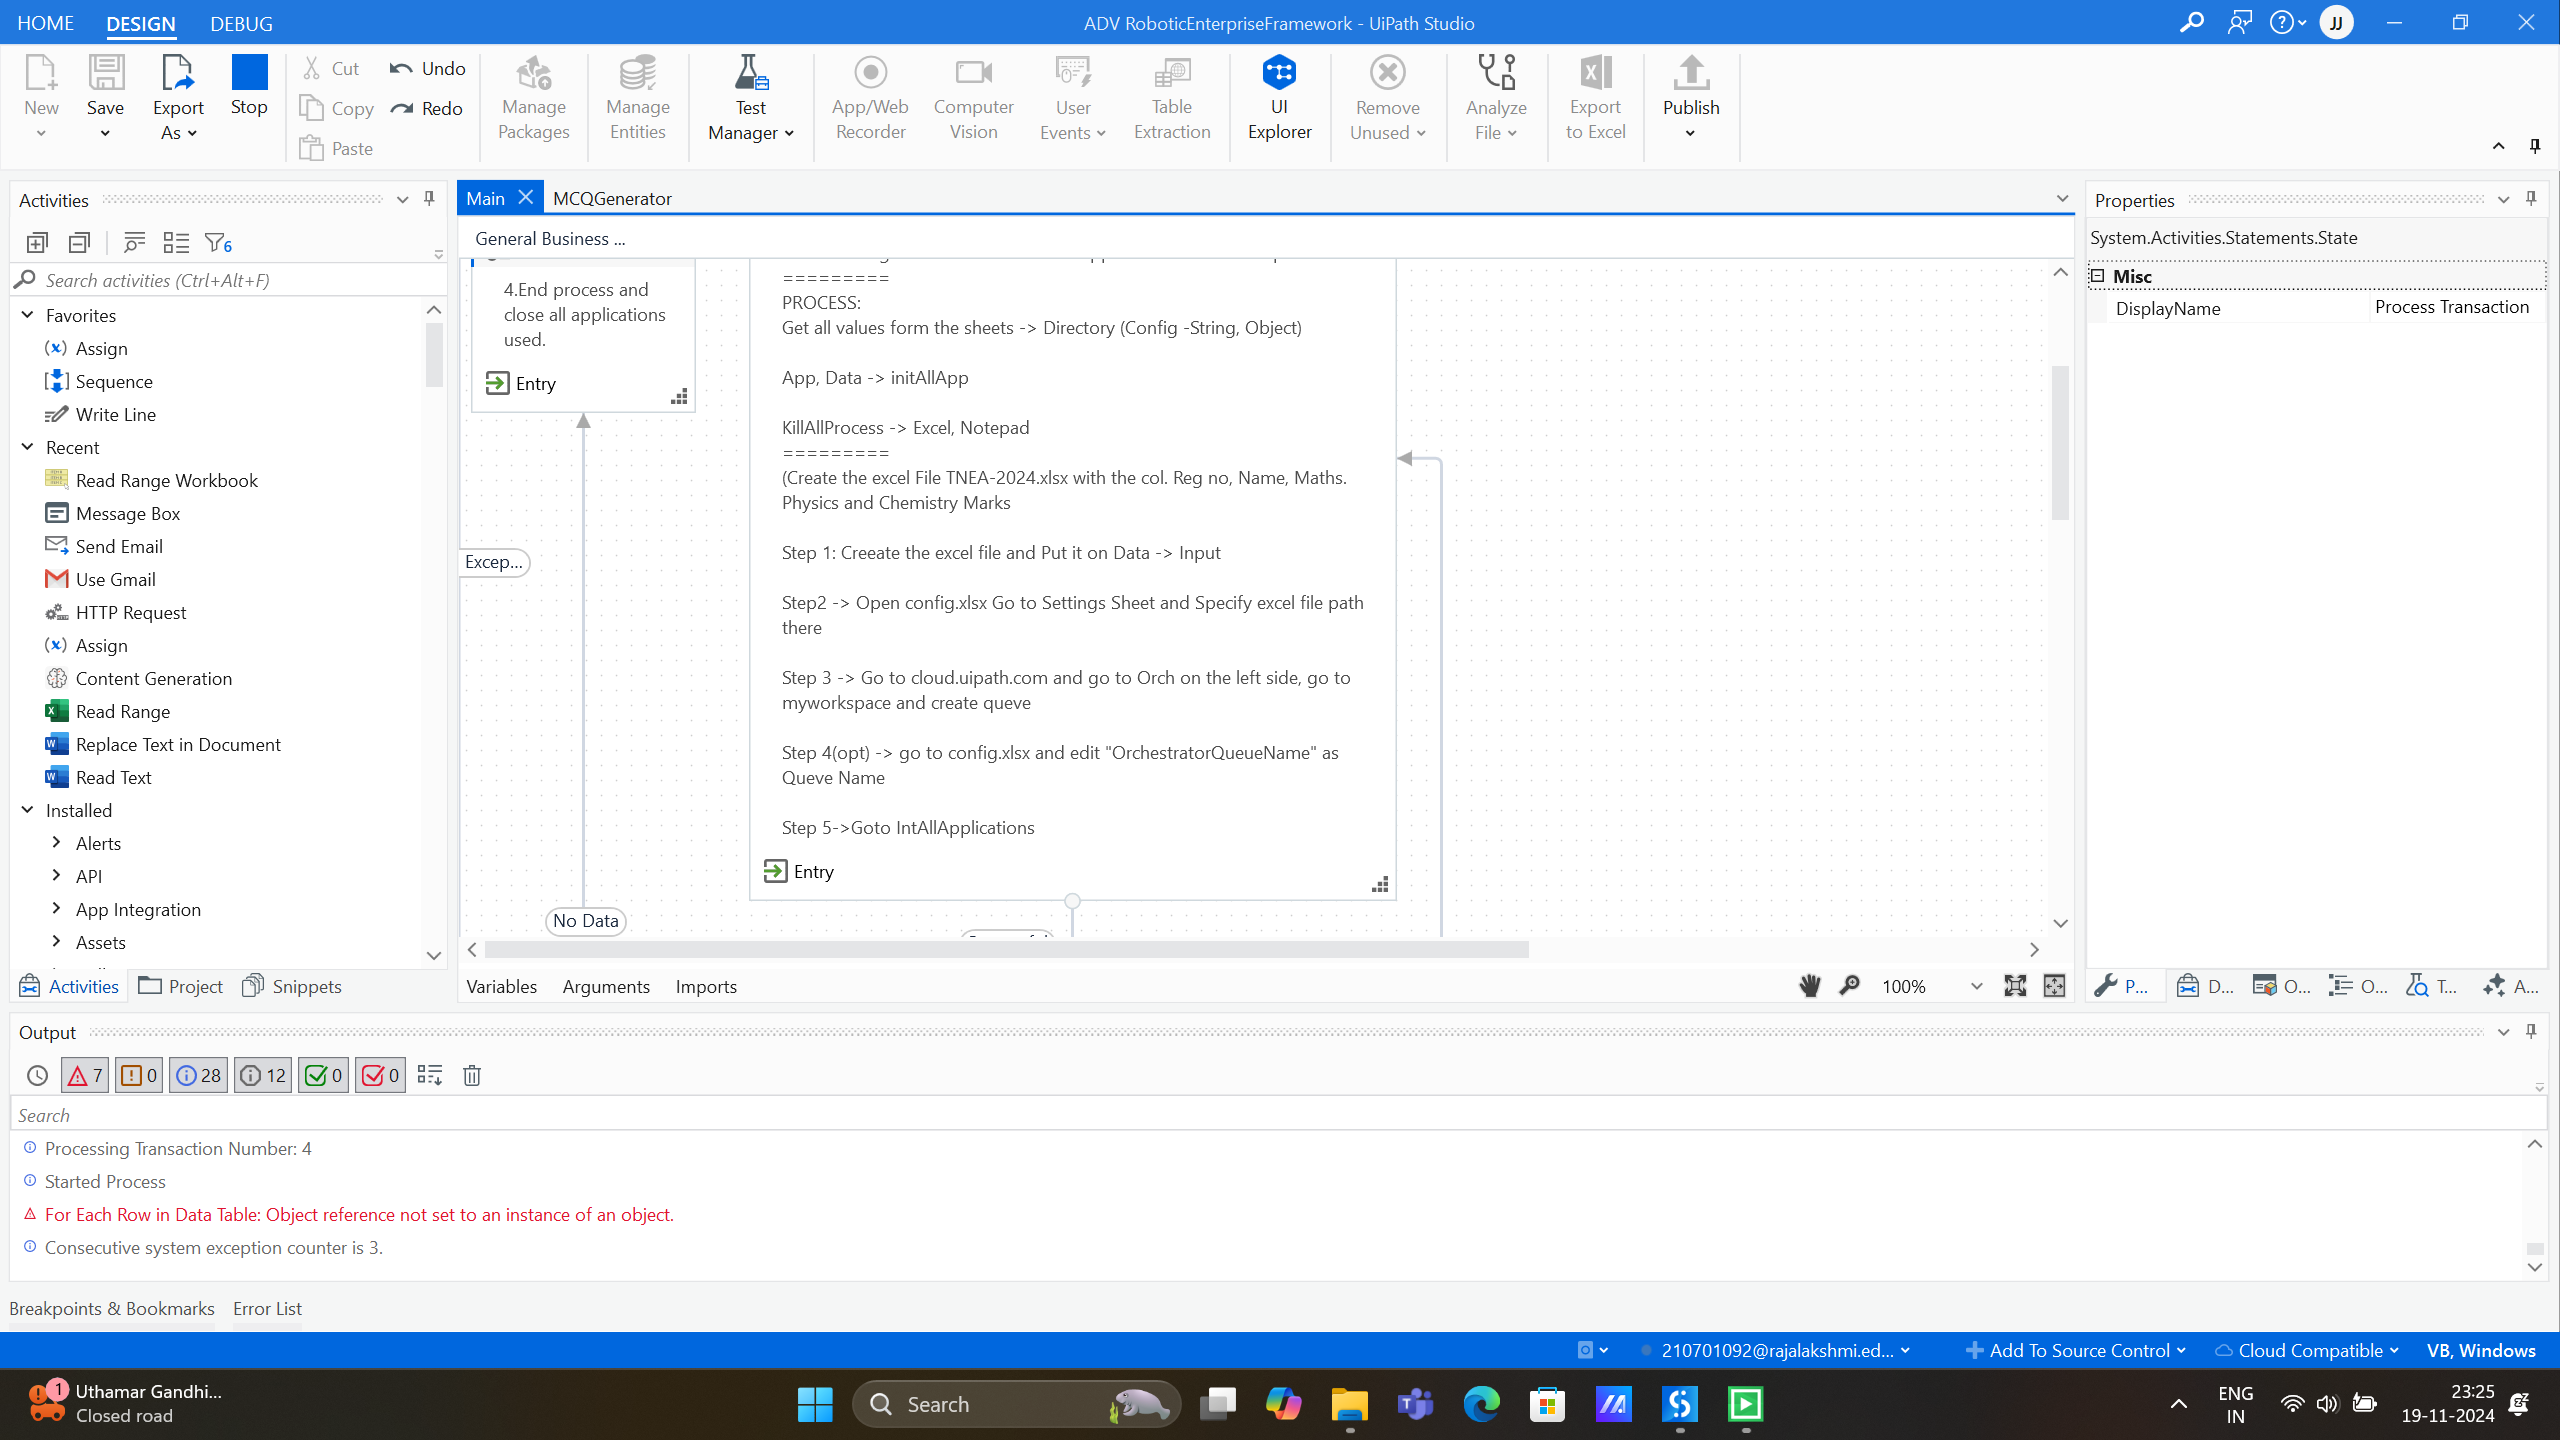 HOME DESIGN DEBUG ADV RoboticEnterpriseFramework - UiPath Studio JJ
New Save Export As Stop Cut Copy Paste Undo Redo Manage Packages Manage Entities Test Manager App/Web Recorder Computer Vision User Events Table Extraction UI Explorer Remove Unused Analyze File Export to Excel Publish
Activities
6
Search activities (Ctrl+Alt+F)
Favorites
Assign
Sequence
Write Line
Recent
Read Range Workbook
Message Box
Send Email
Use Gmail
HTTP Request
Assign
Content Generation
Read Range
Replace Text in Document
Read Text
Installed
Alerts
API
App Integration
Assets
Activities Project Snippets
Main MCQGenerator
General Business ...
4.End process and
close all applications
used.
Entry
Excep...
No Data
=========
PROCESS:
Get all values form the sheets -> Directory (Config -String, Object)
App, Data -> initAllApp
KillAllProcess -> Excel, Notepad
=========
(Create the excel File TNEA-2024.xlsx with the col. Reg no, Name, Maths.
Physics and Chemistry Marks
Step 1: Creeate the excel file and Put it on Data -> Input
Step2 -> Open config.xlsx Go to Settings Sheet and Specify excel file path
there
Step 3 -> Go to cloud.uipath.com and go to Orch on the left side, go to
myworkspace and create queve
Step 4(opt) -> go to config.xlsx and edit "OrchestratorQueueName" as
Queve Name
Step 5->Goto IntAllApplications
Entry
Variables Arguments Imports 100%
Properties
System.Activities.Statements.State
Misc
DisplayName Process Transaction
P... D... O... O... T... A...
Output
7 0 28 12 0 0
Search
Processing Transaction Number: 4
Started Process
For Each Row in Data Table: Object reference not set to an instance of an object.
Consecutive system exception counter is 3.
Breakpoints & Bookmarks Error List
210701092@rajalakshmi.ed... Add To Source Control Cloud Compatible VB, Windows
1 Uthamar Gandhi...
Closed road
Search
ENG
IN
23:25
19-11-2024